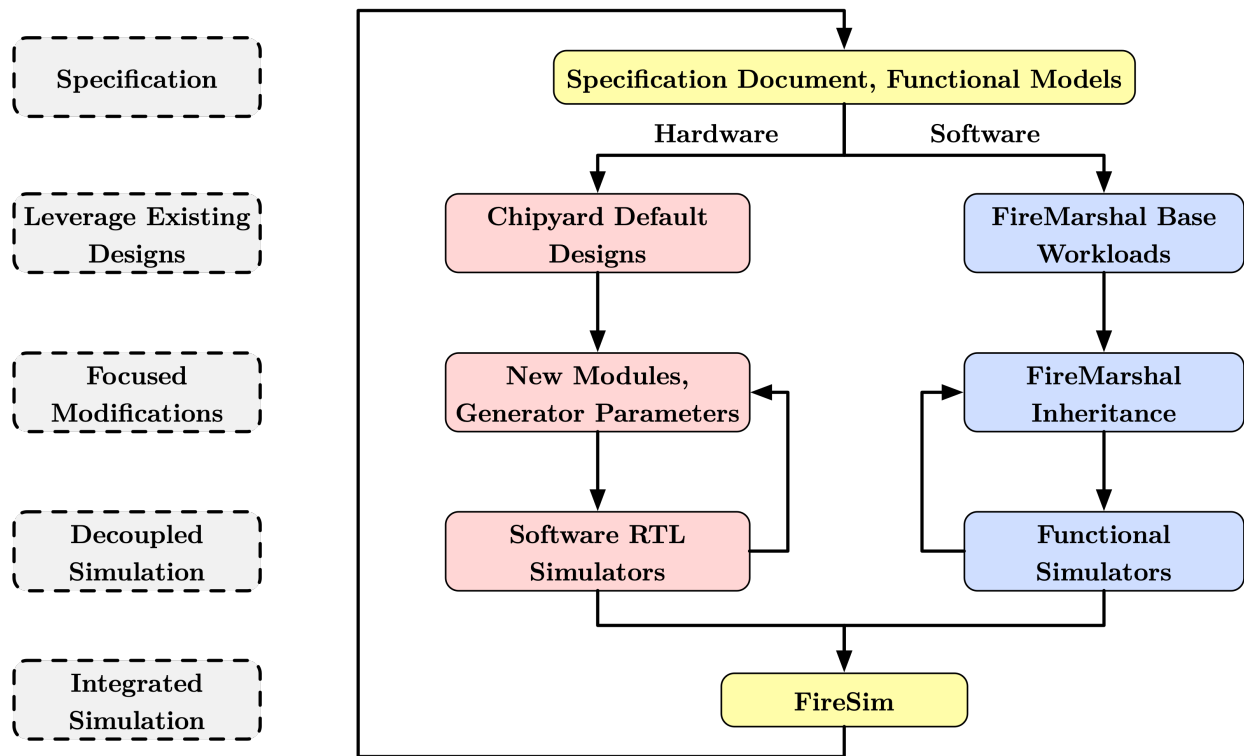 Specification
Specification Document, Functional Models
Hardware
Software
Leverage Existing
Designs
Chipyard Default
Designs
FireMarshal Base
Workloads
Focused
Modifications
New Modules,
Generator Parameters
FireMarshal
Inheritance
Decoupled
Simulation
Software RTL
Simulators
Functional
Simulators
Integrated
Simulation
FireSim